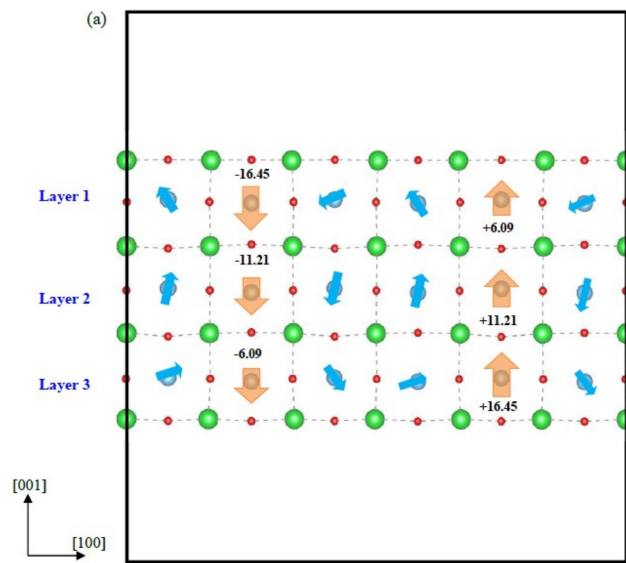 (a)
-16.45
Layer 1
+6.09
-11.21
Layer 2
+11.21
-6.09
Layer 3
+16.45
[001]
[100]